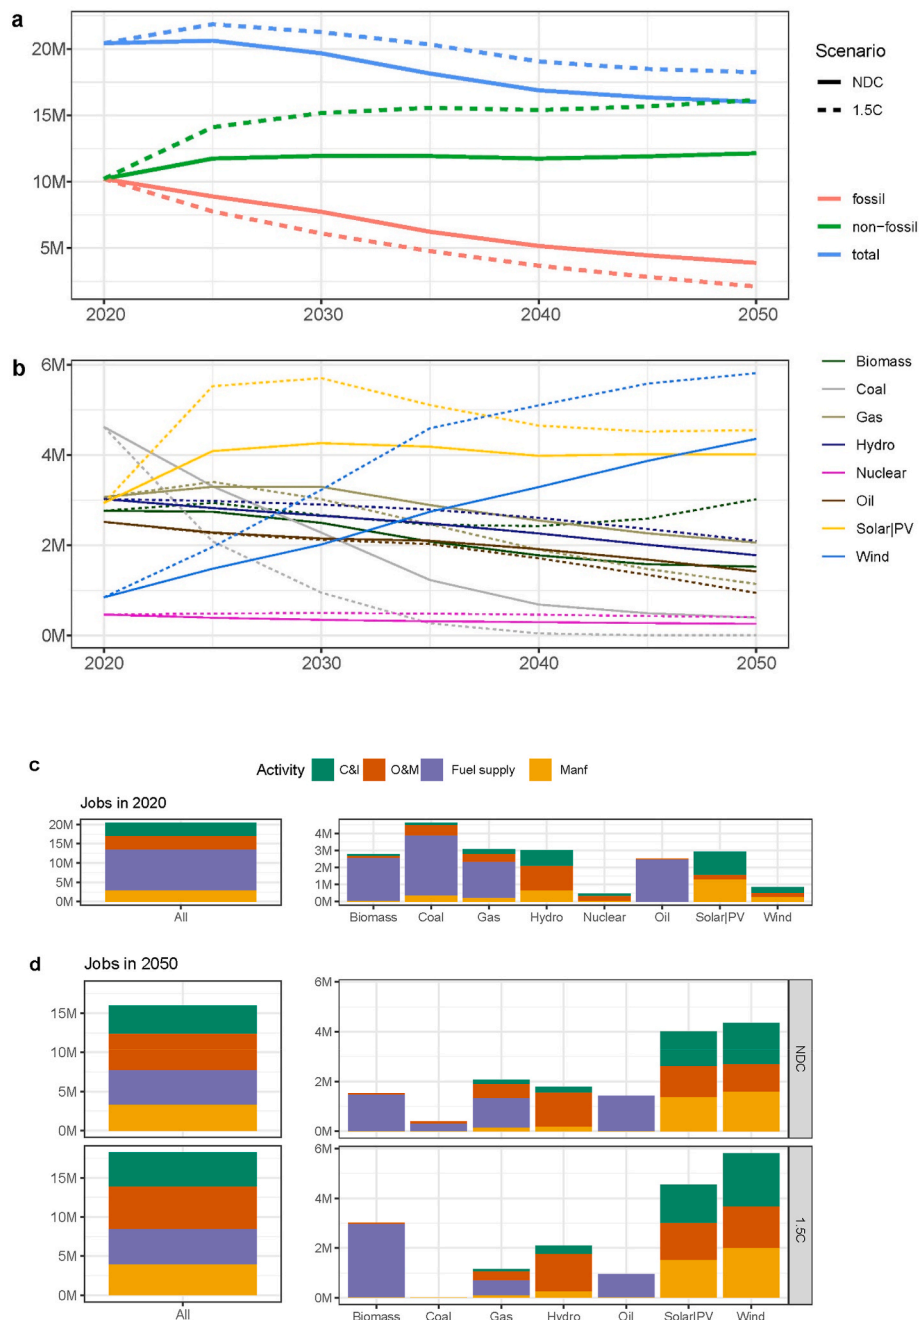 a
20M
15M
10M
5M
2020
2030
2040
2050
Scenario
NDC
1.5C
fossil
non−fossil
total
b
6M
4M
2M
0M
2020
2030
2040
2050
Biomass
Coal
Gas
Hydro
Nuclear
Oil
Solar|PV
Wind
c
Activity C&I O&M Fuel supply Manf
Jobs in 2020
20M
15M
10M
5M
0M
All
4M
3M
2M
1M
0M
Biomass Coal Gas Hydro Nuclear Oil Solar|PV Wind
d
Jobs in 2050
15M
10M
5M
0M
6M
4M
2M
0M
NDC
15M
10M
5M
0M
All
6M
4M
2M
0M
1.5C
Biomass Coal Gas Hydro Oil Solar|PV Wind